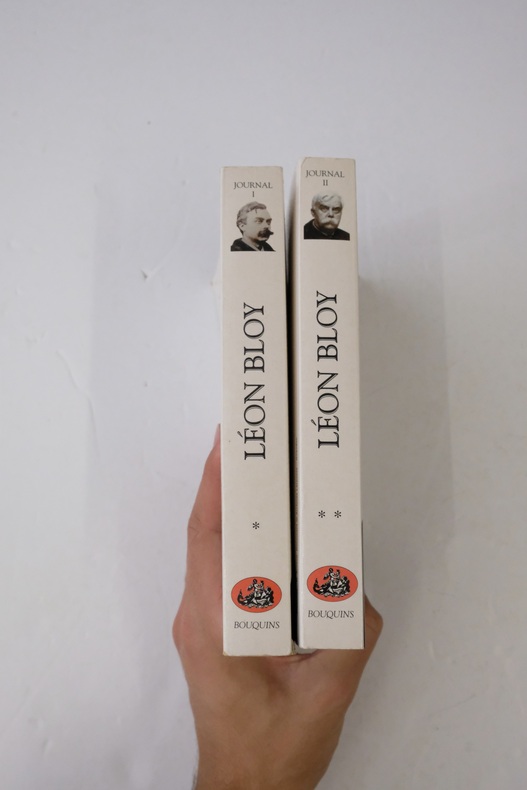 JOURNAL
I
LÉON BLOY
*
BOUQUINS
JOURNAL
II
LÉON BLOY
* *
BOUQUINS